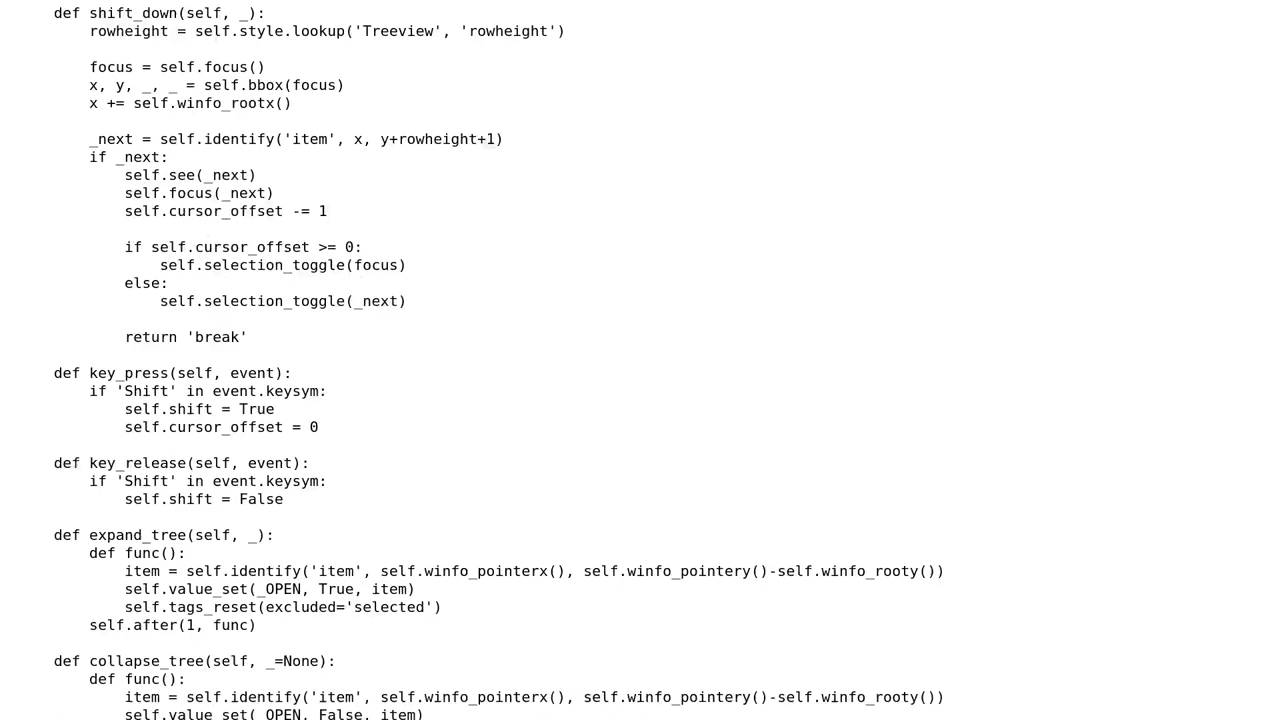 def shift_down(self, _):
    rowheight = self.style.lookup('Treeview', 'rowheight')

    focus = self.focus()
    x, y, _, _ = self.bbox(focus)
    x += self.winfo_rootx()

    _next = self.identify('item', x, y+rowheight+1)
    if _next:
        self.see(_next)
        self.focus(_next)
        self.cursor_offset -= 1

        if self.cursor_offset >= 0:
            self.selection_toggle(focus)
        else:
            self.selection_toggle(_next)

        return 'break'

def key_press(self, event):
    if 'Shift' in event.keysym:
        self.shift = True
        self.cursor_offset = 0

def key_release(self, event):
    if 'Shift' in event.keysym:
        self.shift = False

def expand_tree(self, _):
    def func():
        item = self.identify('item', self.winfo_pointerx(), self.winfo_pointery()-self.winfo_rooty())
        self.value_set(_OPEN, True, item)
        self.tags_reset(excluded='selected')
    self.after(1, func)

def collapse_tree(self, _=None):
    def func():
        item = self.identify('item', self.winfo_pointerx(), self.winfo_pointery()-self.winfo_rooty())
        self.value_set(_OPEN, False, item)